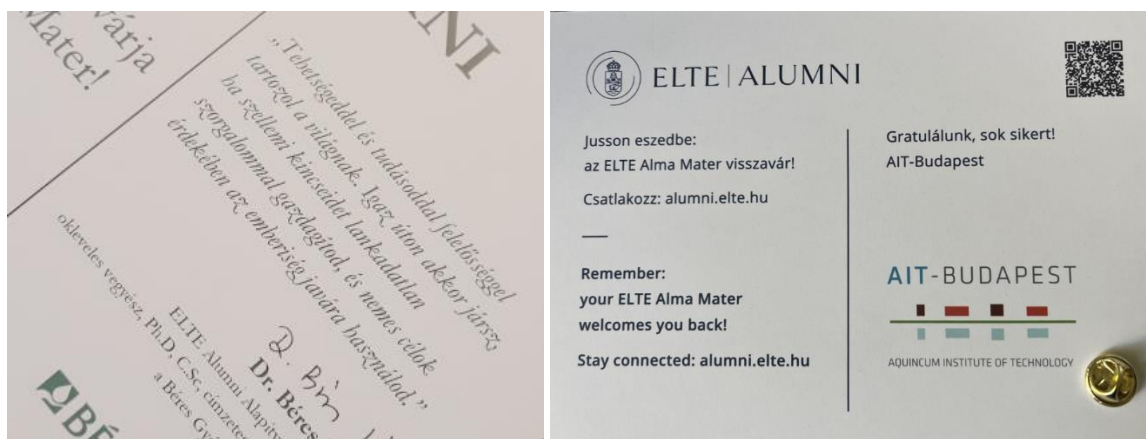 NI
várja
Mater!
„Tehetségeddel és tudásoddal felelősséggel
tartozol a világnak. Igaz úton akkor jársz,
ha szellemi kincseidet lankadatlan
szorgalommal gazdagítod, és nemes célok
érdekében az emberiség javára használod.”
Dr. Béres
okleveles vegyész, Ph.D, C.Sc, címzetes
ELTE Alumni Alapítv
a Béres Gy
BÉ
ELTE | ALUMNI
Jusson eszedbe:
az ELTE Alma Mater visszavár!
Csatlakozz: alumni.elte.hu
Remember:
your ELTE Alma Mater
welcomes you back!
Stay connected: alumni.elte.hu
Gratulálunk, sok sikert!
AIT-Budapest
AIT-BUDAPEST
AQUINCUM INSTITUTE OF TECHNOLOGY